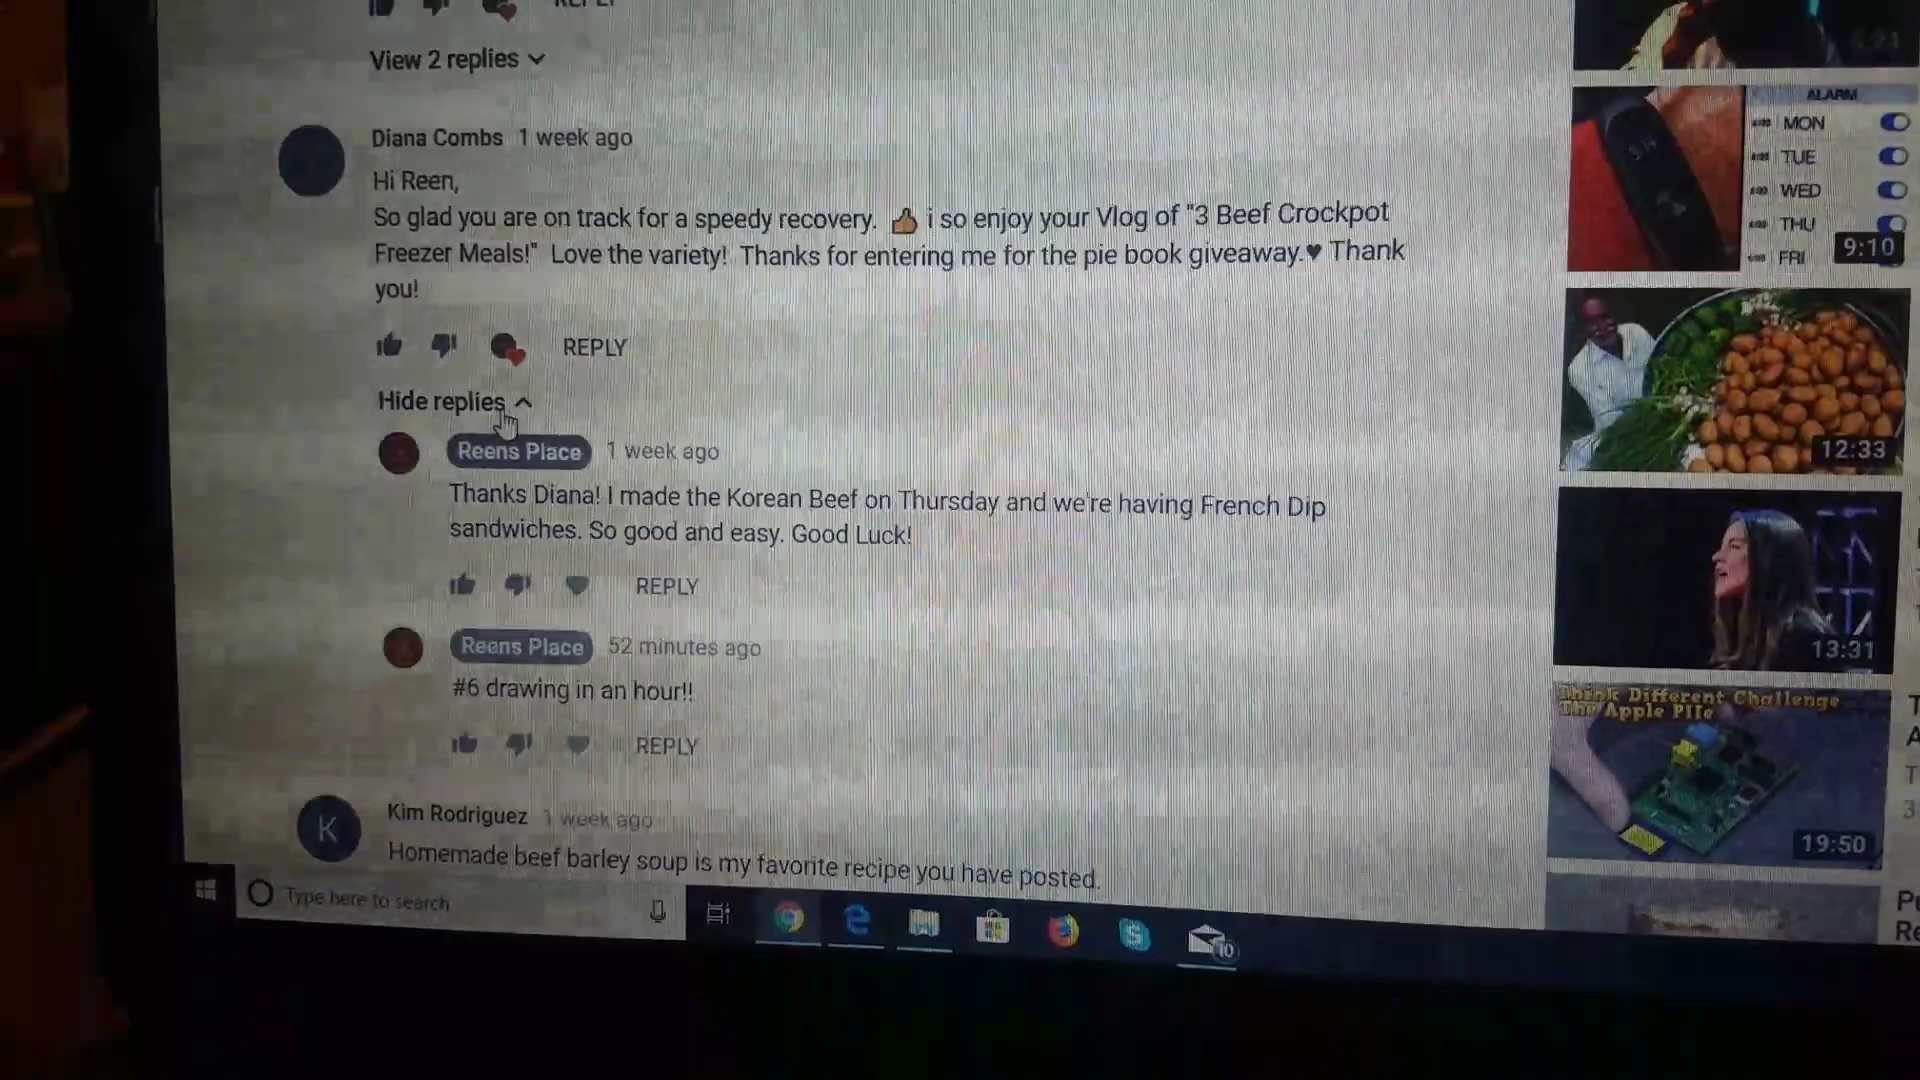 View 2 replies
Diana Combs 1 week ago
Hi Reen,
So glad you are on track for a speedy recovery. 👍 i so enjoy your Vlog of "3 Beef Crockpot
Freezer Meals!" Love the variety! Thanks for entering me for the pie book giveaway.♥ Thank
you!
REPLY
Hide replies
Reens Place 1 week ago
Thanks Diana! I made the Korean Beef on Thursday and we're having French Dip
sandwiches. So good and easy. Good Luck!
REPLY
Reens Place 52 minutes ago
#6 drawing in an hour!!
REPLY
K
Kim Rodriguez 1 week ago
Homemade beef barley soup is my favorite recipe you have posted.
Type here to search
10
5:21
ALARM
MON
TUE
WED
THU
FRI
9:10
12:33
13:31
Think Different Challenge
The Apple PIIe
19:50